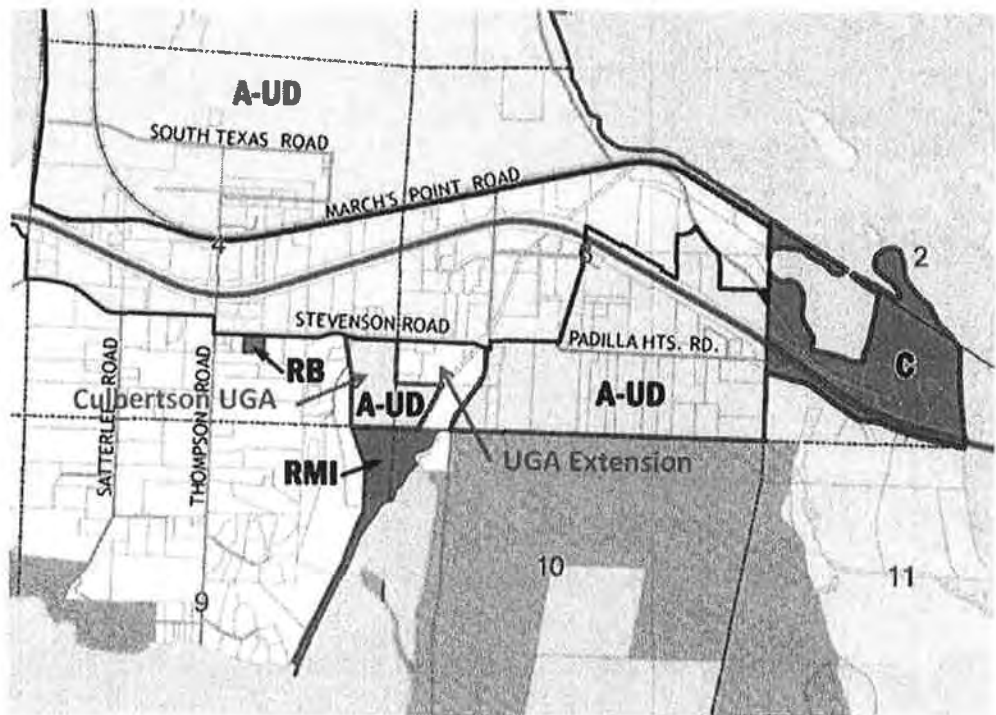 A-UD
SOUTH TEXAS ROAD
MARCH'S POINT ROAD
4
3
2
STEVENSON ROAD
PADILLA HTS. RD.
RB
C
Culbertson UGA
A-UD
A-UD
SATTERLEE ROAD
THOMPSON ROAD
RMI
UGA Extension
10
11
9